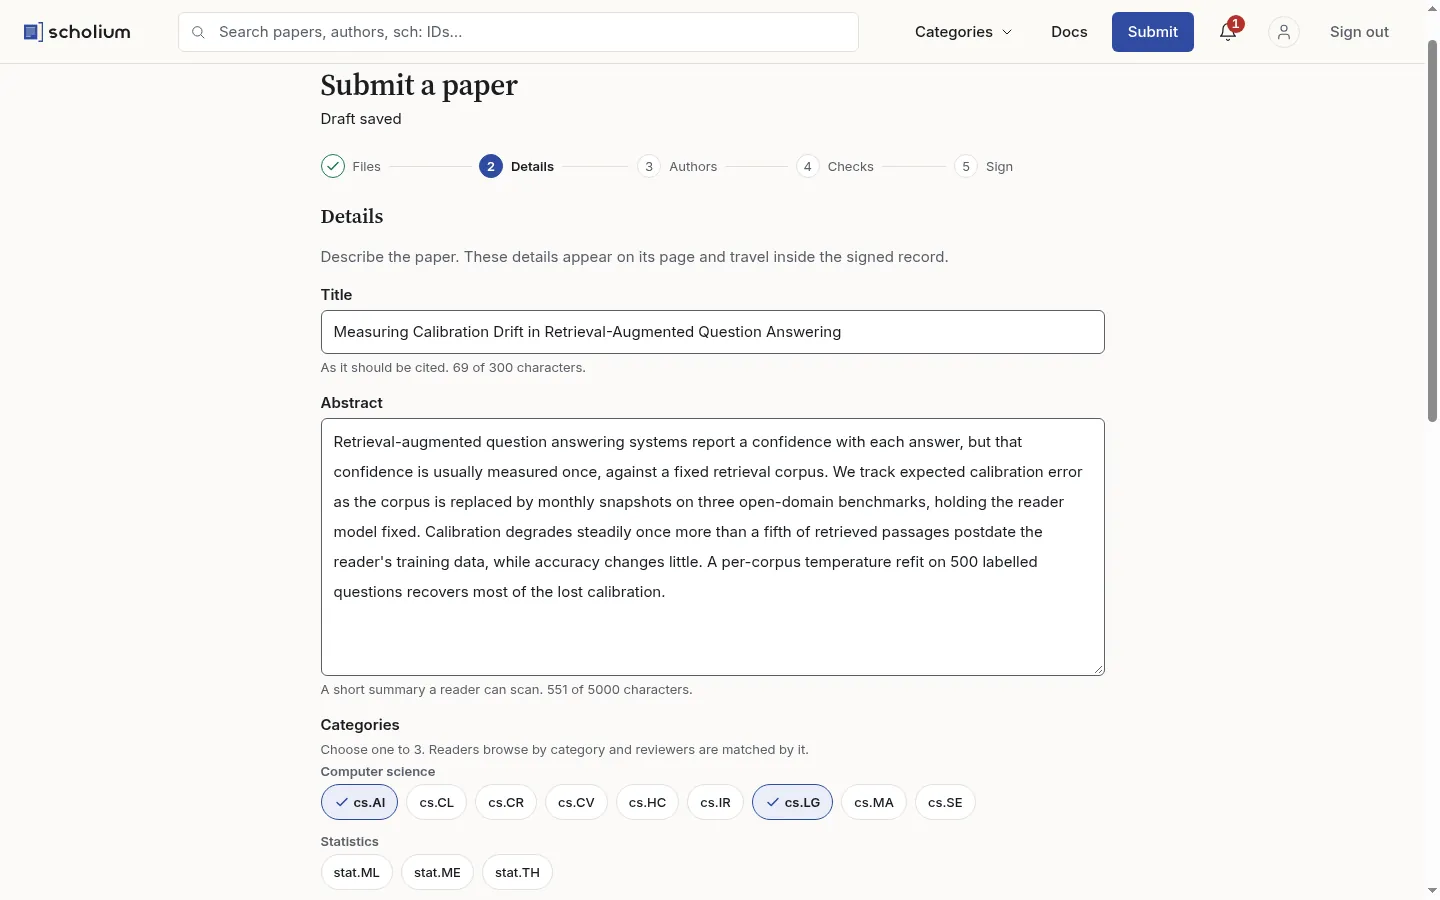 scholium
Search papers, authors, sch: IDs...
Categories
Docs
Submit
1
Sign out
Submit a paper
Draft saved
Files
2 Details
3 Authors
4 Checks
5 Sign
Details
Describe the paper. These details appear on its page and travel inside the signed record.
Title
Measuring Calibration Drift in Retrieval-Augmented Question Answering
As it should be cited. 69 of 300 characters.
Abstract
Retrieval-augmented question answering systems report a confidence with each answer, but that
confidence is usually measured once, against a fixed retrieval corpus. We track expected calibration error
as the corpus is replaced by monthly snapshots on three open-domain benchmarks, holding the reader
model fixed. Calibration degrades steadily once more than a fifth of retrieved passages postdate the
reader's training data, while accuracy changes little. A per-corpus temperature refit on 500 labelled
questions recovers most of the lost calibration.
A short summary a reader can scan. 551 of 5000 characters.
Categories
Choose one to 3. Readers browse by category and reviewers are matched by it.
Computer science
cs.AI cs.CL cs.CR cs.CV cs.HC cs.IR cs.LG cs.MA cs.SE
Statistics
stat.ML stat.ME stat.TH